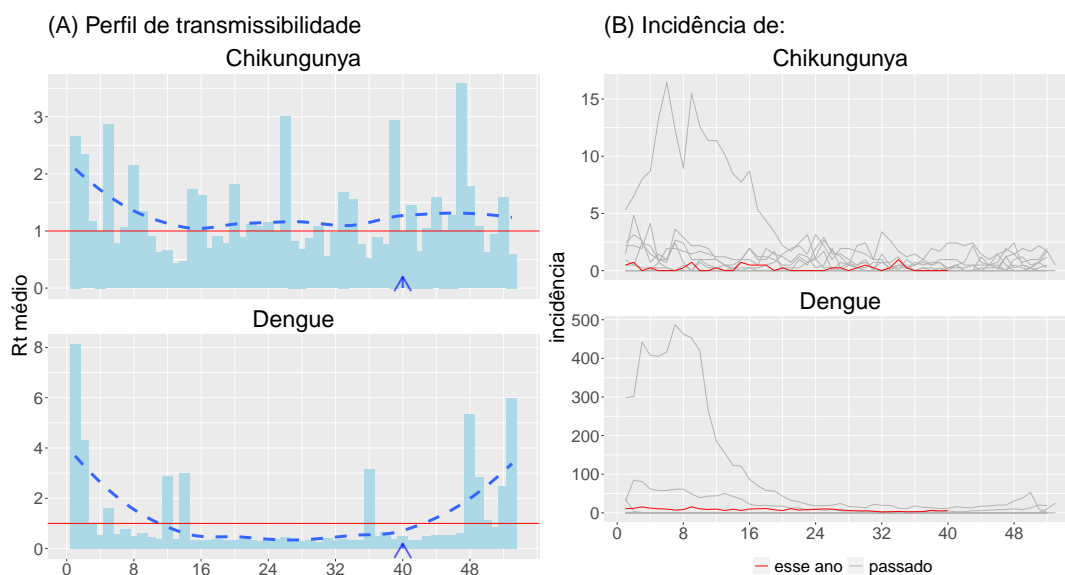 (A) Perfil de transmissibilidade
Chikungunya
3
2
1
0
Dengue
8
6
4
2
0
0 8 16 24 32 40 48
Rt médio
(B) Incidência de:
Chikungunya
15
10
5
0
Dengue
500
400
300
200
100
0
0 8 16 24 32 40 48
incidência
esse ano passado